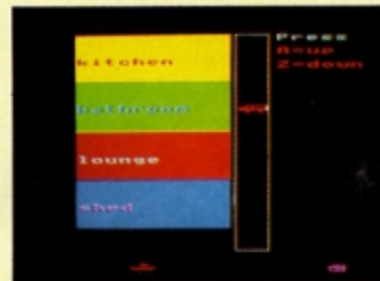 kitchen
bathroom
lounge
shed
Press
A=up
Z=down